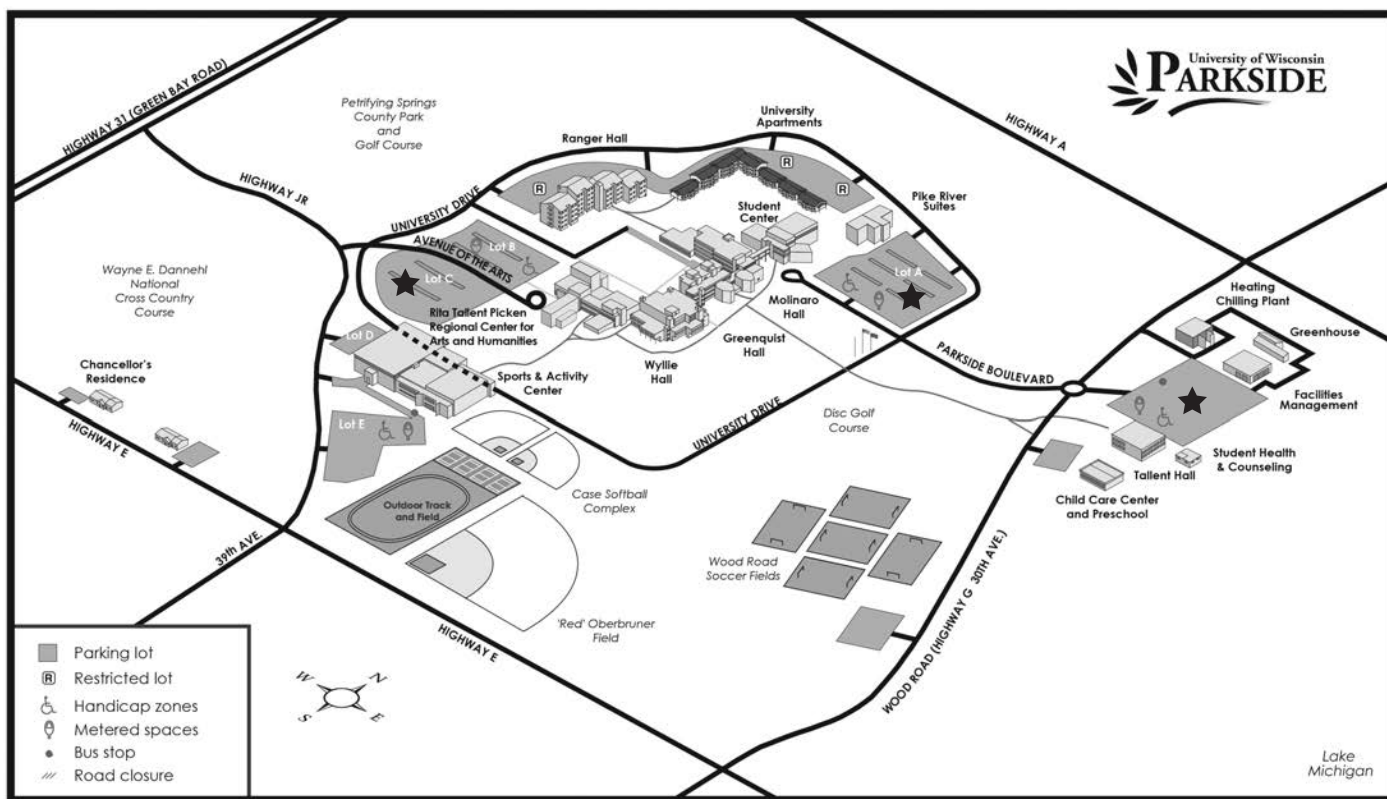 University of Wisconsin
PARKSIDE
HIGHWAY 31 (GREEN BAY ROAD)
Petrifying Springs
County Park
and
Golf Course
University
Apartments
Ranger Hall
HIGHWAY A
HIGHWAY JR
R
R
R
Pike River
Suites
UNIVERSITY DRIVE
Student
Center
AVENUE OF THE ARTS
Lot B
Lot C
Lot A
Wayne E. Dannehl
National
Cross Country
Course
Rita Tallent Picken
Regional Center for
Arts and Humanities
Molinaro
Hall
Heating
Chilling Plant
Greenhouse
Lot D
Greenquist
Hall
Wyllie
Hall
PARKSIDE BOULEVARD
Chancellor's
Residence
Sports & Activity
Center
Facilities
Management
HIGHWAY E
Lot E
UNIVERSITY DRIVE
Disc Golf
Course
Student Health
& Counseling
Tallent Hall
Child Care Center
and Preschool
Outdoor Track
and Field
Case Softball
Complex
39th AVE.
Wood Road
Soccer Fields
'Red' Oberbruner
Field
HIGHWAY E
WOOD ROAD (HIGHWAY G 30TH AVE.)
Parking lot
R Restricted lot
Handicap zones
Metered spaces
Bus stop
Road closure
W
N
S
E
Lake
Michigan